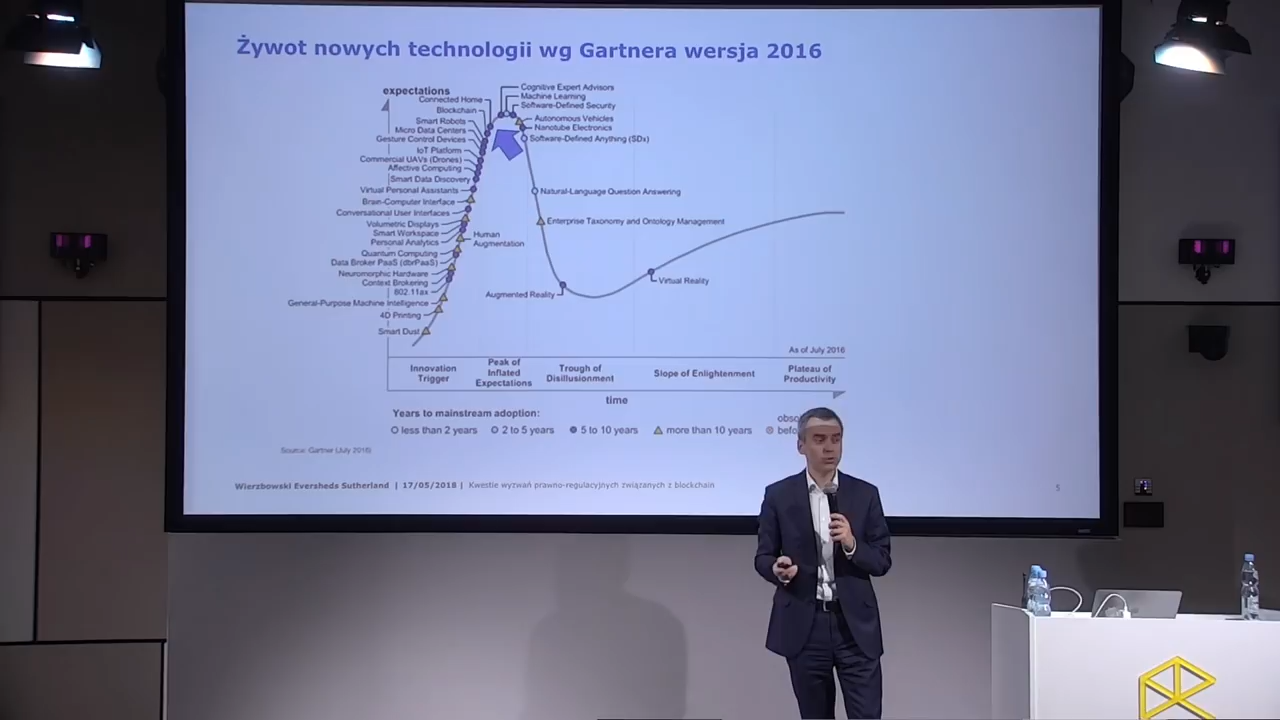 Żywot nowych technologii wg Gartnera wersja 2016
expectations
Cognitive Expert Advisors
Connected Home
Machine Learning
Blockchain
Software-Defined Security
Smart Robots
Autonomous Vehicles
Micro Data Centers
Nanotube Electronics
Gesture Control Devices
Software-Defined Anything (SDx)
IoT Platform
Commercial UAVs (Drones)
Affective Computing
Smart Data Discovery
Virtual Personal Assistants
Natural-Language Question Answering
Brain-Computer Interface
Conversational User Interfaces
Volumetric Displays
Enterprise Taxonomy and Ontology Management
Smart Workspace
Personal Analytics
Human
Augmentation
Quantum Computing
Data Broker PaaS (dbrPaaS)
Neuromorphic Hardware
Context Brokering
802.11ax
General-Purpose Machine Intelligence
4D Printing
Smart Dust
Augmented Reality
Virtual Reality
As of July 2016
Innovation
Trigger
Peak of
Inflated
Expectations
Trough of
Disillusionment
Slope of Enlightenment
Plateau of
Productivity
time
Years to mainstream adoption:
less than 2 years
2 to 5 years
5 to 10 years
more than 10 years
obso
befo
Source: Gartner (July 2016)
Wierzbowski Eversheds Sutherland | 17/05/2018 | Kwestie wyzwań prawno-regulacyjnych związanych z blockchain
5